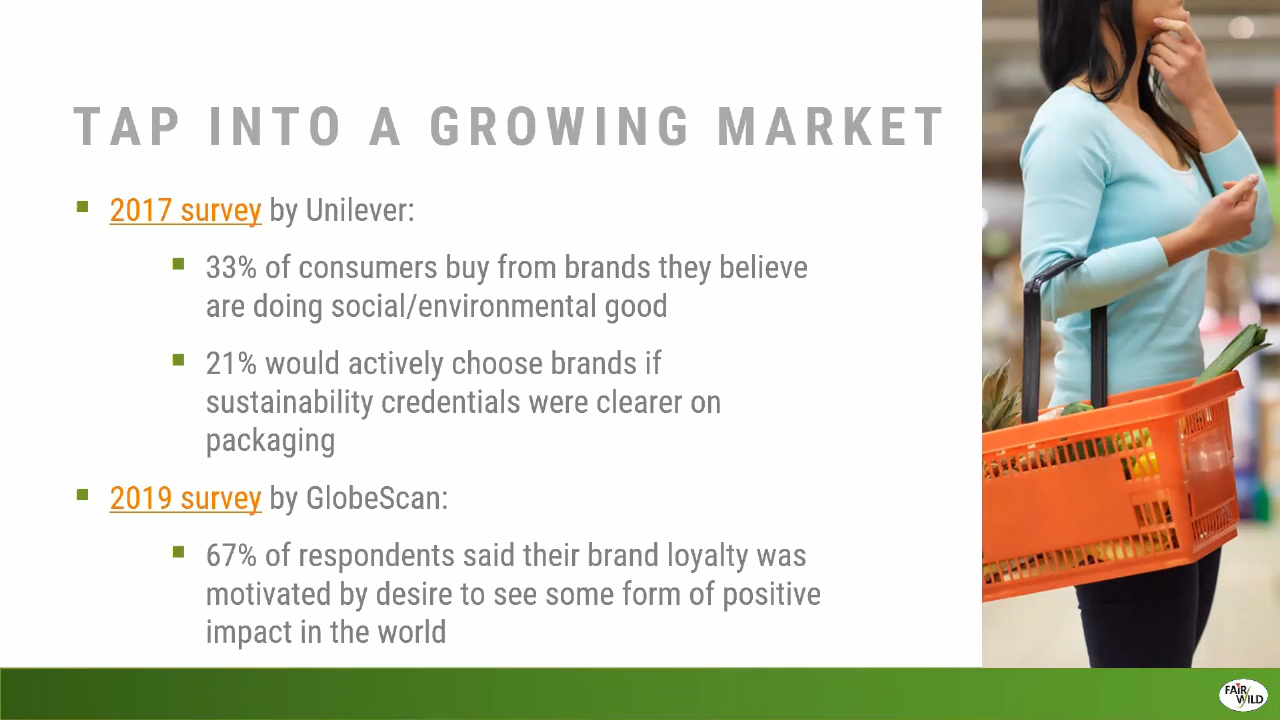 TAP INTO A GROWING MARKET
2017 survey by Unilever:
33% of consumers buy from brands they believe
are doing social/environmental good
21% would actively choose brands if
sustainability credentials were clearer on
packaging
2019 survey by GlobeScan:
67% of respondents said their brand loyalty was
motivated by desire to see some form of positive
impact in the world
FAIR
WILD